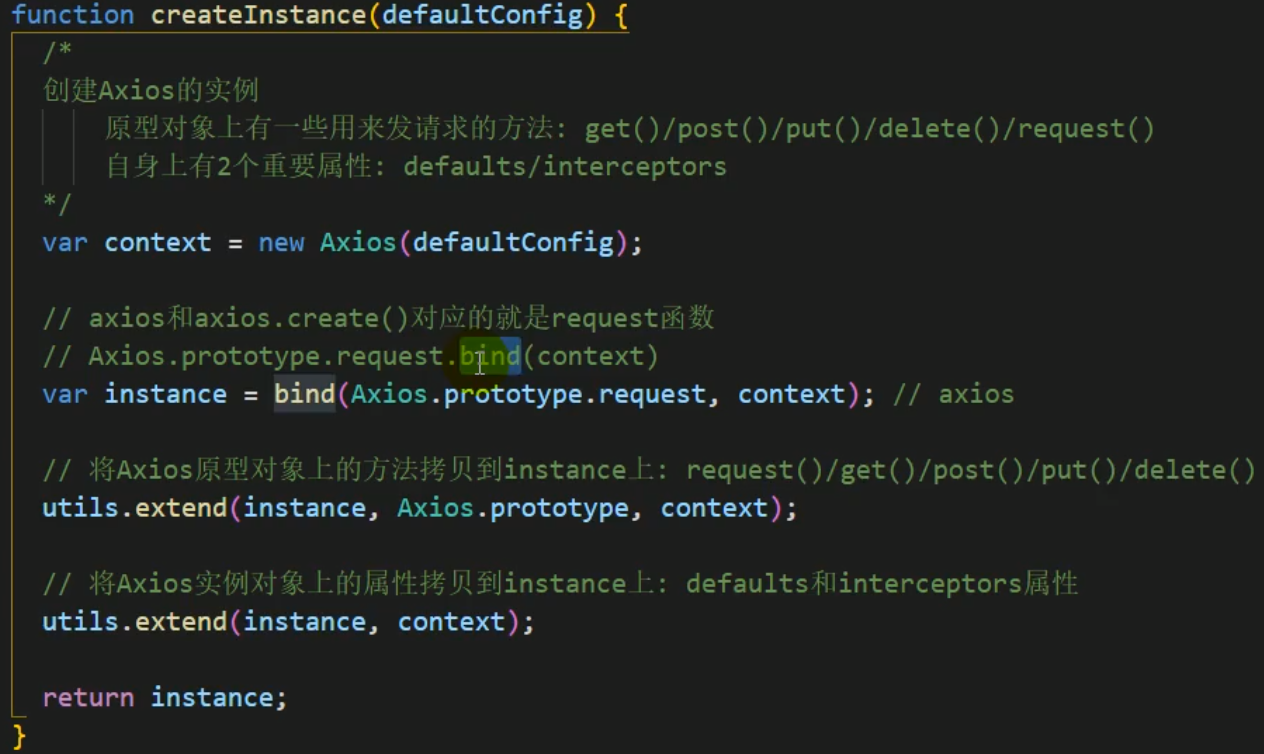 function createInstance(defaultConfig) {
/*
创建Axios的实例
原型对象上有一些用来发请求的方法: get()/post()/put()/delete()/request()
自身上有2个重要属性: defaults/interceptors
*/
var context = new Axios(defaultConfig);
// axios和axios.create()对应的就是request函数
// Axios.prototype.request.bind(context)
var instance = bind(Axios.prototype.request, context); // axios
// 将Axios原型对象上的方法拷贝到instance上: request()/get()/post()/put()/delete()
utils.extend(instance, Axios.prototype, context);
// 将Axios实例对象上的属性拷贝到instance上: defaults和interceptors属性
utils.extend(instance, context);
return instance;
}